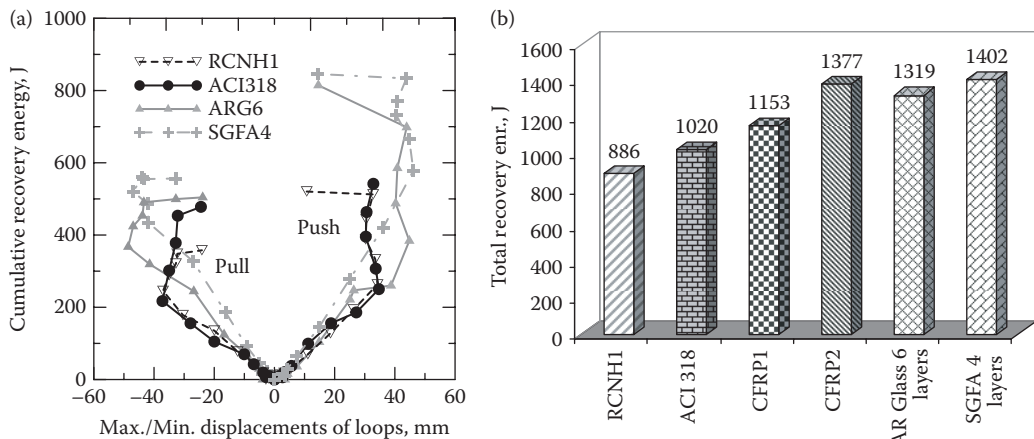 (a)
1000
800
600
400
200
0
Cumulative recovery energy, J
RCNH1
ACI318
ARG6
SGFA4
Push
Pull
−60 −40 −20 0 20 40 60
Max./Min. displacements of loops, mm
(b)
1600
1400
1200
1000
800
600
400
200
0
Total recovery enr., J
886
1020
1153
1377
1319
1402
RCNH1
ACI 318
CFRP1
CFRP2
AR Glass 6
layers
SGFA 4
layers